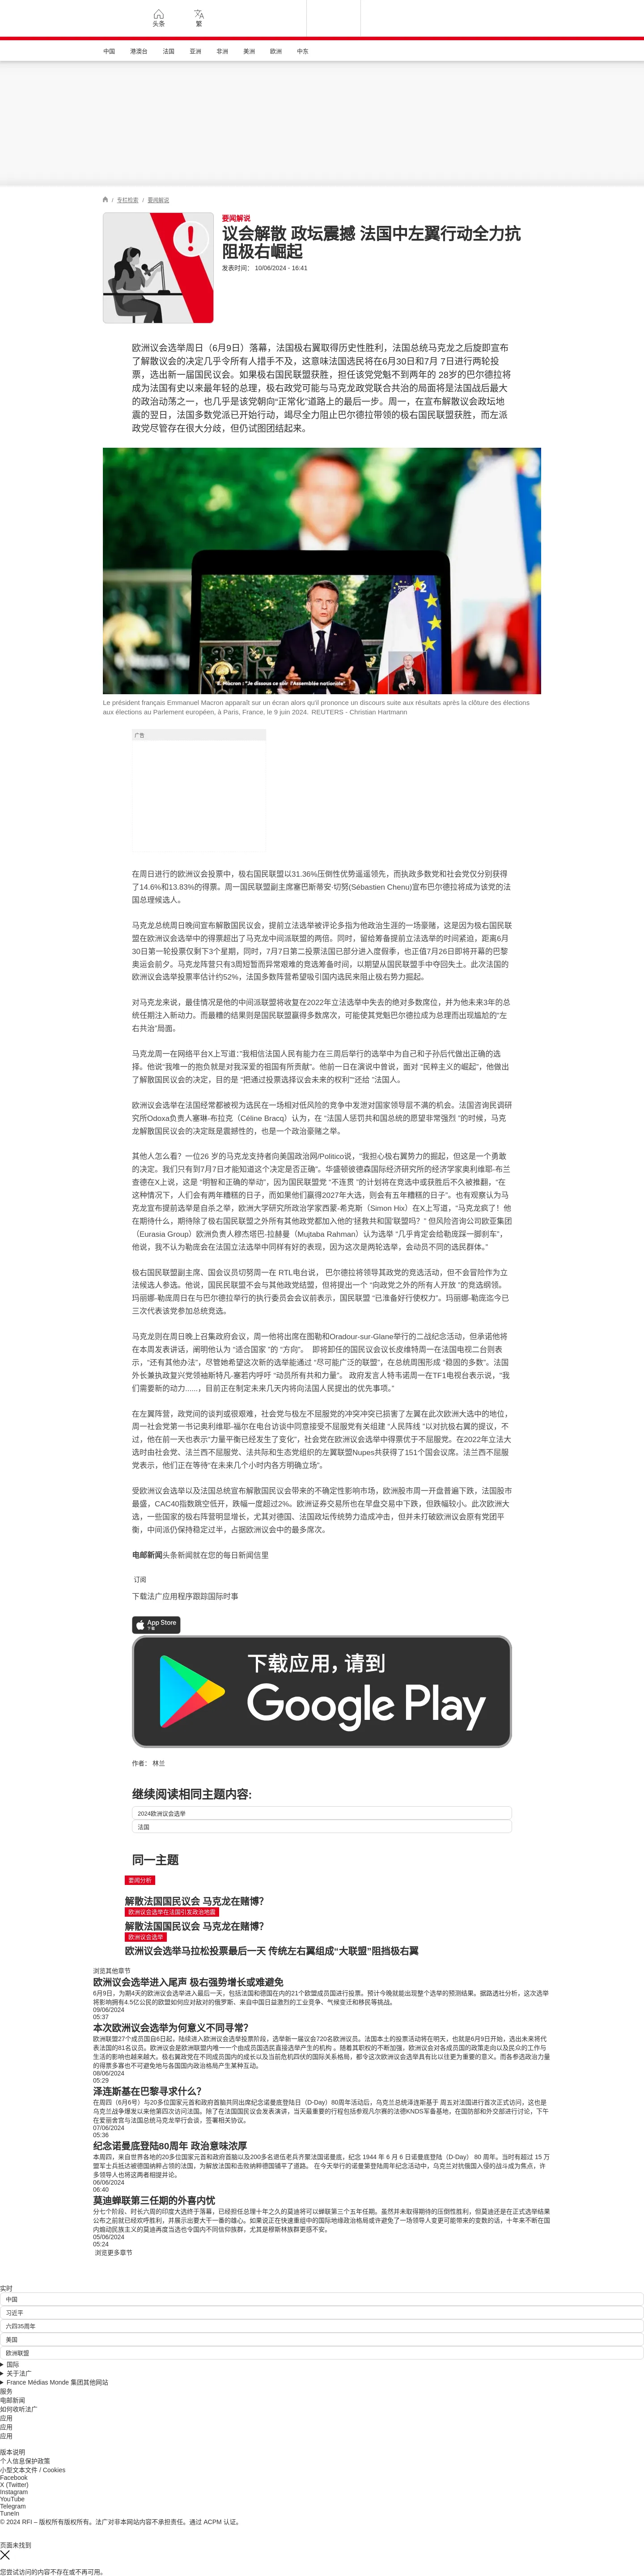 头条
繁
中国 港澳台 法国 亚洲 非洲 美洲 欧洲 中东
/ 专栏检索 / 要闻解说
要闻解说
议会解散 政坛震撼 法国中左翼行动全力抗
阻极右崛起
发表时间： 10/06/2024 - 16:41
欧洲议会选举周日（6月9日）落幕，法国极右翼取得历史性胜利，法国总统马克龙之后旋即宣布
了解散议会的决定几乎令所有人措手不及，这意味法国选民将在6月30日和7月 7日进行两轮投
票，选出新一届国民议会。如果极右国民联盟获胜，担任该党党魁不到两年的 28岁的巴尔德拉将
成为法国有史以来最年轻的总理，极右政党可能与马克龙政党联合共治的局面将是法国战后最大
的政治动荡之一，也几乎是该党朝向“正常化”道路上的最后一步。周一，在宣布解散议会政坛地
震的翌日，法国多数党派已开始行动，竭尽全力阻止巴尔德拉带领的极右国民联盟获胜，而左派
政党尽管存在很大分歧，但仍试图团结起来。
E. Macron : "Je dissous ce soir l'Assemblée nationale"
Le président français Emmanuel Macron apparaît sur un écran alors qu'il prononce un discours suite aux résultats après la clôture des élections
aux élections au Parlement européen, à Paris, France, le 9 juin 2024. REUTERS - Christian Hartmann
广告
在周日进行的欧洲议会投票中，极右国民联盟以31.36%压倒性优势遥遥领先，而执政多数党和社会党仅分别获得
了14.6%和13.83%的得票。周一国民联盟副主席塞巴斯蒂安·切努(Sébastien Chenu)宣布巴尔德拉将成为该党的法
国总理候选人。
马克龙总统周日晚间宣布解散国民议会，提前立法选举被评论多指为他政治生涯的一场豪赌，这是因为极右国民联
盟在欧洲议会选举中的得票超出了马克龙中间派联盟的两倍。同时，留给筹备提前立法选举的时间紧迫，距离6月
30日第一轮投票仅剩下3个星期，同时，7月7日第二投票法国已部分进入度假季，也正值7月26日即将开幕的巴黎
奥运会前夕。马克龙阵营只有3周短暂而异常艰难的竞选筹备时间，以期望从国民联盟手中夺回失土。此次法国的
欧洲议会选举投票率估计约52%，法国多数阵营希望吸引国内选民来阻止极右势力掘起。
对马克龙来说，最佳情况是他的中间派联盟将收复在2022年立法选举中失去的绝对多数席位，并为他未来3年的总
统任期注入新动力。而最糟的结果则是国民联盟赢得多数席次，可能使其党魁巴尔德拉成为总理而出现尴尬的“左
右共治”局面。
马克龙周一在网络平台X上写道:"我相信法国人民有能力在三周后举行的选举中为自己和子孙后代做出正确的选
择。他说“我唯一的抱负就是对我深爱的祖国有所贡献”。他前一日在演说中曾说，面对 “民粹主义的崛起”，他做出
了解散国民议会的决定，目的是 “把通过投票选择议会未来的权利”“还给 ”法国人。
欧洲议会选举在法国经常都被视为选民在一场相对低风险的竞争中发泄对国家领导层不满的机会。法国咨询民调研
究所Odoxa负责人塞琳-布拉克（Céline Bracq）认为，在 “法国人惩罚共和国总统的愿望非常强烈 ”的时候，马克
龙解散国民议会的决定既是震撼性的，也是一个政治豪赌之举。
其他人怎么看？一位26 岁的马克龙支持者向美国政治网/Politico说，“我担心极右翼势力的掘起，但这是一个勇敢
的决定。我们只有到7月7日才能知道这个决定是否正确”。华盛顿彼德森国际经济研究所的经济学家奥利维耶-布兰
查德在X上说，这是 “明智和正确的举动”，因为国民联盟党 “不连贯 ”的计划将在竞选中或获胜后不久被推翻，“在
这种情况下，人们会有两年糟糕的日子，而如果他们赢得2027年大选，则会有五年糟糕的日子”。也有观察认为马
克龙宣布提前选举是自杀之举，欧洲大学研究所政治学家西蒙-希克斯（Simon Hix）在X上写道，“马克龙疯了！他
在期待什么，期待除了极右国民联盟之外所有其他政党都加入他的'拯救共和国'联盟吗？ ” 但风险咨询公司欧亚集团
（Eurasia Group）欧洲负责人穆杰塔巴-拉赫曼（Mujtaba Rahman）认为选举 “几乎肯定会给勒庞踩一脚刹车”，
他说，我不认为勒庞会在法国立法选举中同样有好的表现，因为这次是两轮选举，会动员不同的选民群体。”
极右国民联盟副主席、国会议员切努周一在 RTL电台说， 巴尔德拉将领导其政党的竞选活动，但不会冒险作为立
法候选人参选。他说，国民民联盟不会与其他政党结盟，但将提出一个 “向政党之外的所有人开放 ”的竞选纲领。
玛丽娜-勒庞周日在与巴尔德拉举行的执行委员会会议前表示，国民联盟 “已准备好行使权力”。玛丽娜-勒庞迄今已
三次代表该党参加总统竞选。
马克龙则在周日晚上召集政府会议，周一他将出席在图勒和Oradour-sur-Glane举行的二战纪念活动，但承诺他将
在本周发表讲话，阐明他认为 “适合国家 ”的 “方向”。 即将卸任的国民议会议长皮维特周一在法国电视二台则表
示，“还有其他办法”，尽管她希望这次新的选举能通过 “尽可能广泛的联盟”，在总统周围形成 “稳固的多数”。法国
外长兼执政复兴党领袖斯特凡-塞若内呼吁 “动员所有共和力量”。 政府发言人特韦诺周一在TF1电视台表示说，“我
们需要新的动力......，目前正在制定未来几天内将向法国人民提出的优先事项。”
在左翼阵营，政党间的谈判或很艰难，社会党与极左不屈服党的冲突冲突已损害了左翼在此次欧洲大选中的地位，
周一社会党第一书记奥利维耶-福尔在电台访谈中同意接受不屈服党有关组建 “人民阵线 ”以对抗极右翼的提议，不
过，他在前一天也表示“力量平衡已经发生了变化”，社会党在欧洲议会选举中得票优于不屈服党。在2022年立法大
选时由社会党、法兰西不屈服党、法共际和生态党组织的左翼联盟Nupes共获得了151个国会议席。法兰西不屈服
党表示，他们正在等待“在未来几个小时内各方明确立场”。
受欧洲议会选举以及法国总统宣布解散国民议会带来的不确定性影响市场，欧洲股市周一开盘普遍下跌，法国股市
最盛，CAC40指数跳空低开，跌幅一度超过2%。欧洲证券交易所也在早盘交易中下跌，但跌幅较小。此次欧洲大
选，一些国家的极右阵营明显增长，尤其对德国、法国政坛传统势力造成冲击，但并未打破欧洲议会原有党团平
衡，中间派仍保持稳定过半，占据欧洲议会中的最多席次。
电邮新闻头条新闻就在您的每日新闻信里
订阅
下载法广应用程序跟踪国际时事
App Store
下载
下载应用，请到
Google Play
作者： 林兰
继续阅读相同主题内容:
2024欧洲议会选举
法国
同一主题
要闻分析
解散法国国民议会 马克龙在赌博?
欧洲议会选举在法国引发政治地震
解散法国国民议会 马克龙在赌博?
欧洲议会选举
欧洲议会选举马拉松投票最后一天 传统左右翼组成“大联盟”阻挡极右翼
浏览其他章节
欧洲议会选举进入尾声 极右强势增长或难避免
6月9日，为期4天的欧洲议会选举进入最后一天，包括法国和德国在内的21个欧盟成员国进行投票。预计今晚就能出现整个选举的预测结果。据路透社分析，这次选举
将影响拥有4.5亿公民的欧盟如何应对敌对的俄罗斯、来自中国日益激烈的工业竞争、气候变迁和移民等挑战。
09/06/2024
05:37
本次欧洲议会选举为何意义不同寻常？
欧洲联盟27个成员国自6日起，陆续进入欧洲议会选举投票阶段，选举新一届议会720名欧洲议员。法国本土的投票活动将在明天，也就是6月9日开始，选出未来将代
表法国的81名议员。欧洲议会是欧洲联盟内唯一一个由成员国选民直接选举产生的机构 。随着其职权的不断加强，欧洲议会对各成员国的政策走向以及民众的工作与
生活的影响也越来越大。极右翼政党在不同成员国内不同程度的成长以及当前危机四伏的国际关系格局，都令这次欧洲议会选举具有比以往更为重要的意义，而各参选政治力量
的得票多寡也不可避免地与各国国内政治格局产生某种互动。
08/06/2024
05:29
泽连斯基在巴黎寻求什么？
在周四（6月6号）与20多位国家元首和政府首脑共同出席纪念诺曼底登陆日（D-Day）80周年活动后，乌克兰总统泽连斯基于 周五对法国进行首次正式访问，这也是
乌克兰战争爆发以来他第四次访问法国。除了在法国国民议会发表演讲，当天最重要的行程包括参观凡尔赛的法德KNDS军备基地，在国防部和外交部进行讨论，下午
在爱丽舍宫与法国总统马克龙举行会谈，签署相关协议。
07/06/2024
05:36
纪念诺曼底登陆80周年 政治意味浓厚
本周四，来自世界各地的20多位国家元首和政府首脑以及200多名退伍老兵齐聚法国诺曼底，纪念 1944 年 6 月 6 日诺曼底登陆（D-Day） 80 周年。当时有超过 15 万
盟军士兵抵达被德国纳粹占领的法国，为解放法国和击败纳粹德国铺平了道路。 在今天举行的诺曼第登陆周年纪念活动中，乌克兰对抗俄国入侵的战斗成为焦点，许
多领导人也将这两者相提并论。
06/06/2024
06:40
莫迪蝉联第三任期的外喜内忧
分七个阶段、时长六周的印度大选终于落幕，已经担任总理十年之久的莫迪将可以蝉联第三个五年任期。虽然并未取得期待的压倒性胜利，但莫迪还是在正式选举结果
公布之前就已经欢呼胜利，并展示出要大干一番的雄心。如果说正在快速重组中的国际地缘政治格局或许避免了一场领导人变更可能带来的变数的话，十年来不断在国
内煽动民族主义的莫迪再度当选也令国内不同信仰族群，尤其是穆斯林族群更感不安。
05/06/2024
05:24
浏览更多章节
实时
中国
习近平
六四35周年
美国
欧洲联盟
国际
关于法广
France Médias Monde 集团其他网站
服务
电邮新闻
如何收听法广
应用
应用
应用
版本说明
个人信息保护政策
小型文本文件 / Cookies
Facebook
X (Twitter)
Instagram
YouTube
Telegram
TuneIn
© 2024 RFI – 版权所有版权所有。法广对非本网站内容不承担责任。通过 ACPM 认证。
页面未找到
您尝试访问的内容不存在或不再可用。